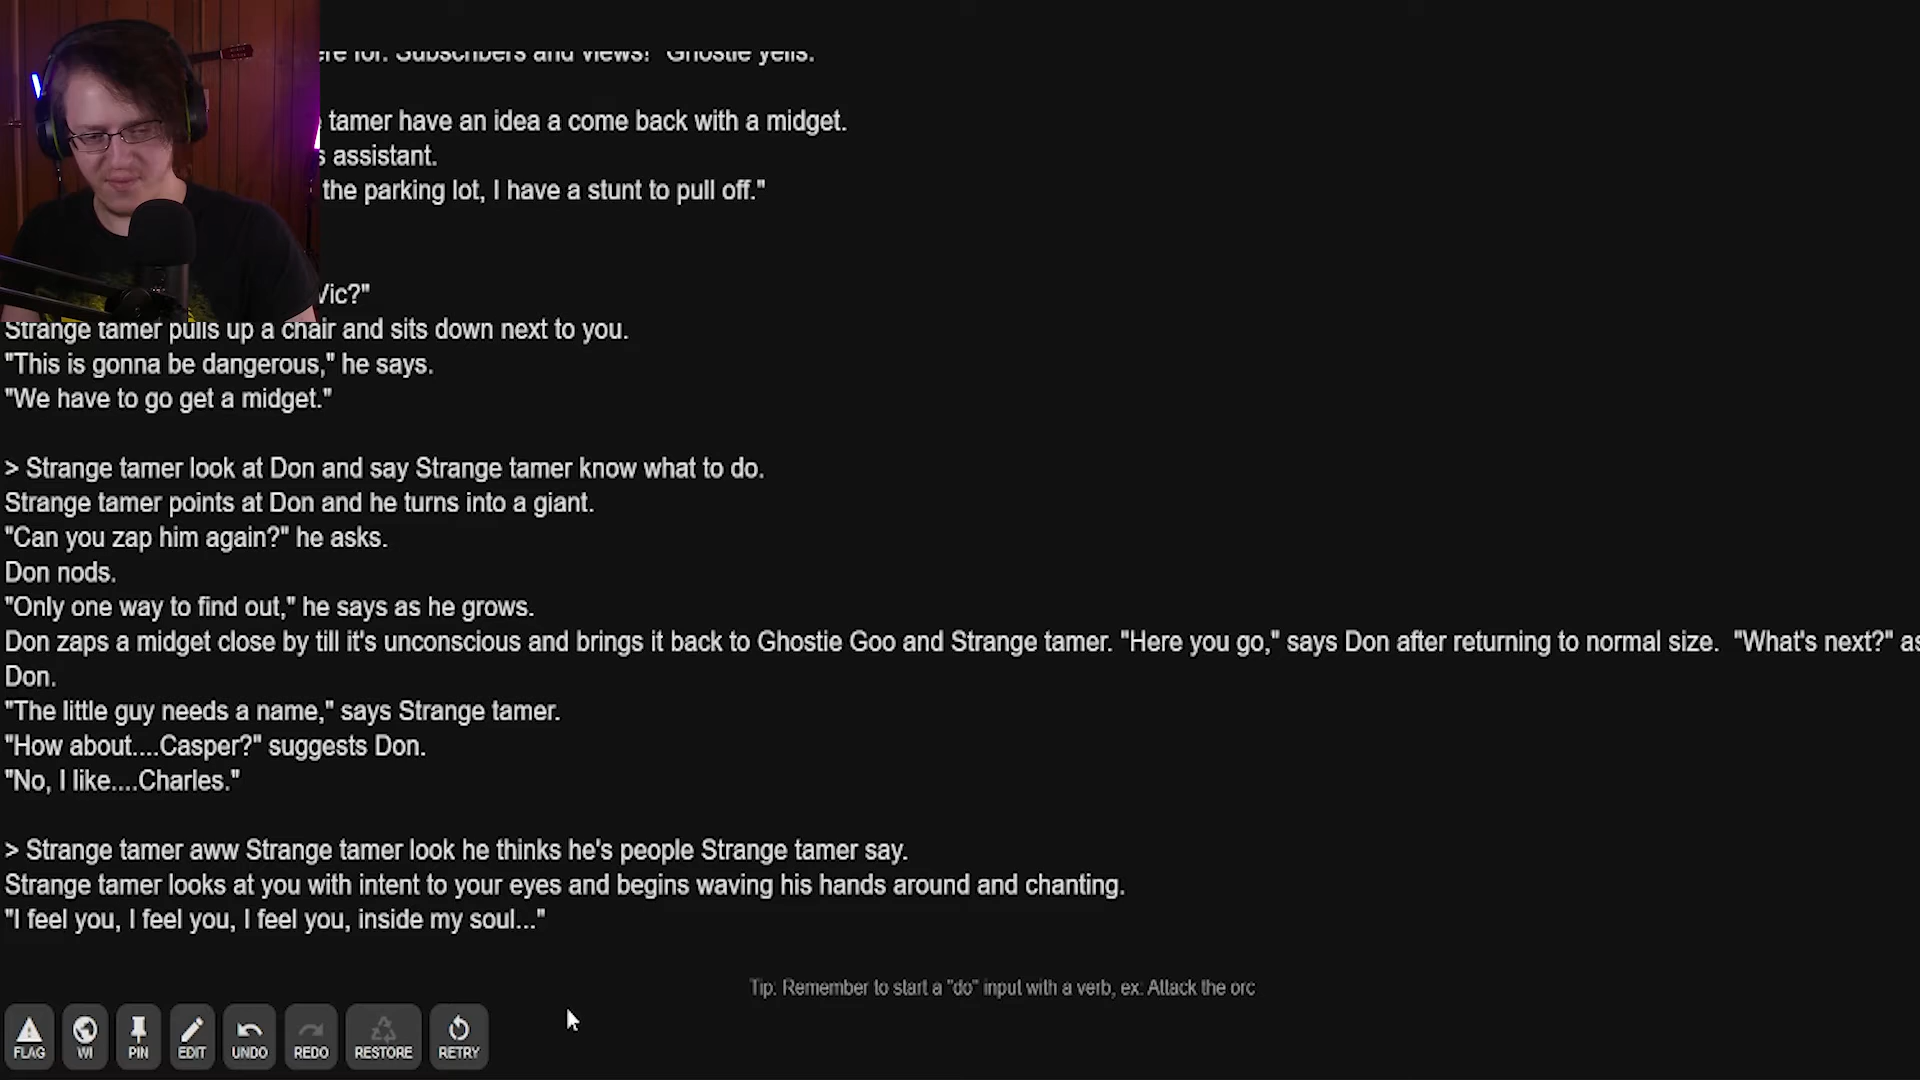 ere for. Subscribers and views!" Ghostie yells.
tamer have an idea a come back with a midget.
s assistant.
the parking lot, I have a stunt to pull off."
Vic?"
Strange tamer pulls up a chair and sits down next to you.
"This is gonna be dangerous," he says.
"We have to go get a midget."
> Strange tamer look at Don and say Strange tamer know what to do.
Strange tamer points at Don and he turns into a giant.
"Can you zap him again?" he asks.
Don nods.
"Only one way to find out," he says as he grows.
Don zaps a midget close by till it's unconscious and brings it back to Ghostie Goo and Strange tamer. "Here you go," says Don after returning to normal size. "What's next?" as
Don.
"The little guy needs a name," says Strange tamer.
"How about....Casper?" suggests Don.
"No, I like....Charles."
> Strange tamer aww Strange tamer look he thinks he's people Strange tamer say.
Strange tamer looks at you with intent to your eyes and begins waving his hands around and chanting.
"I feel you, I feel you, I feel you, inside my soul..."
Tip: Remember to start a "do" input with a verb, ex: Attack the orc
FLAG WI PIN EDIT UNDO REDO RESTORE RETRY